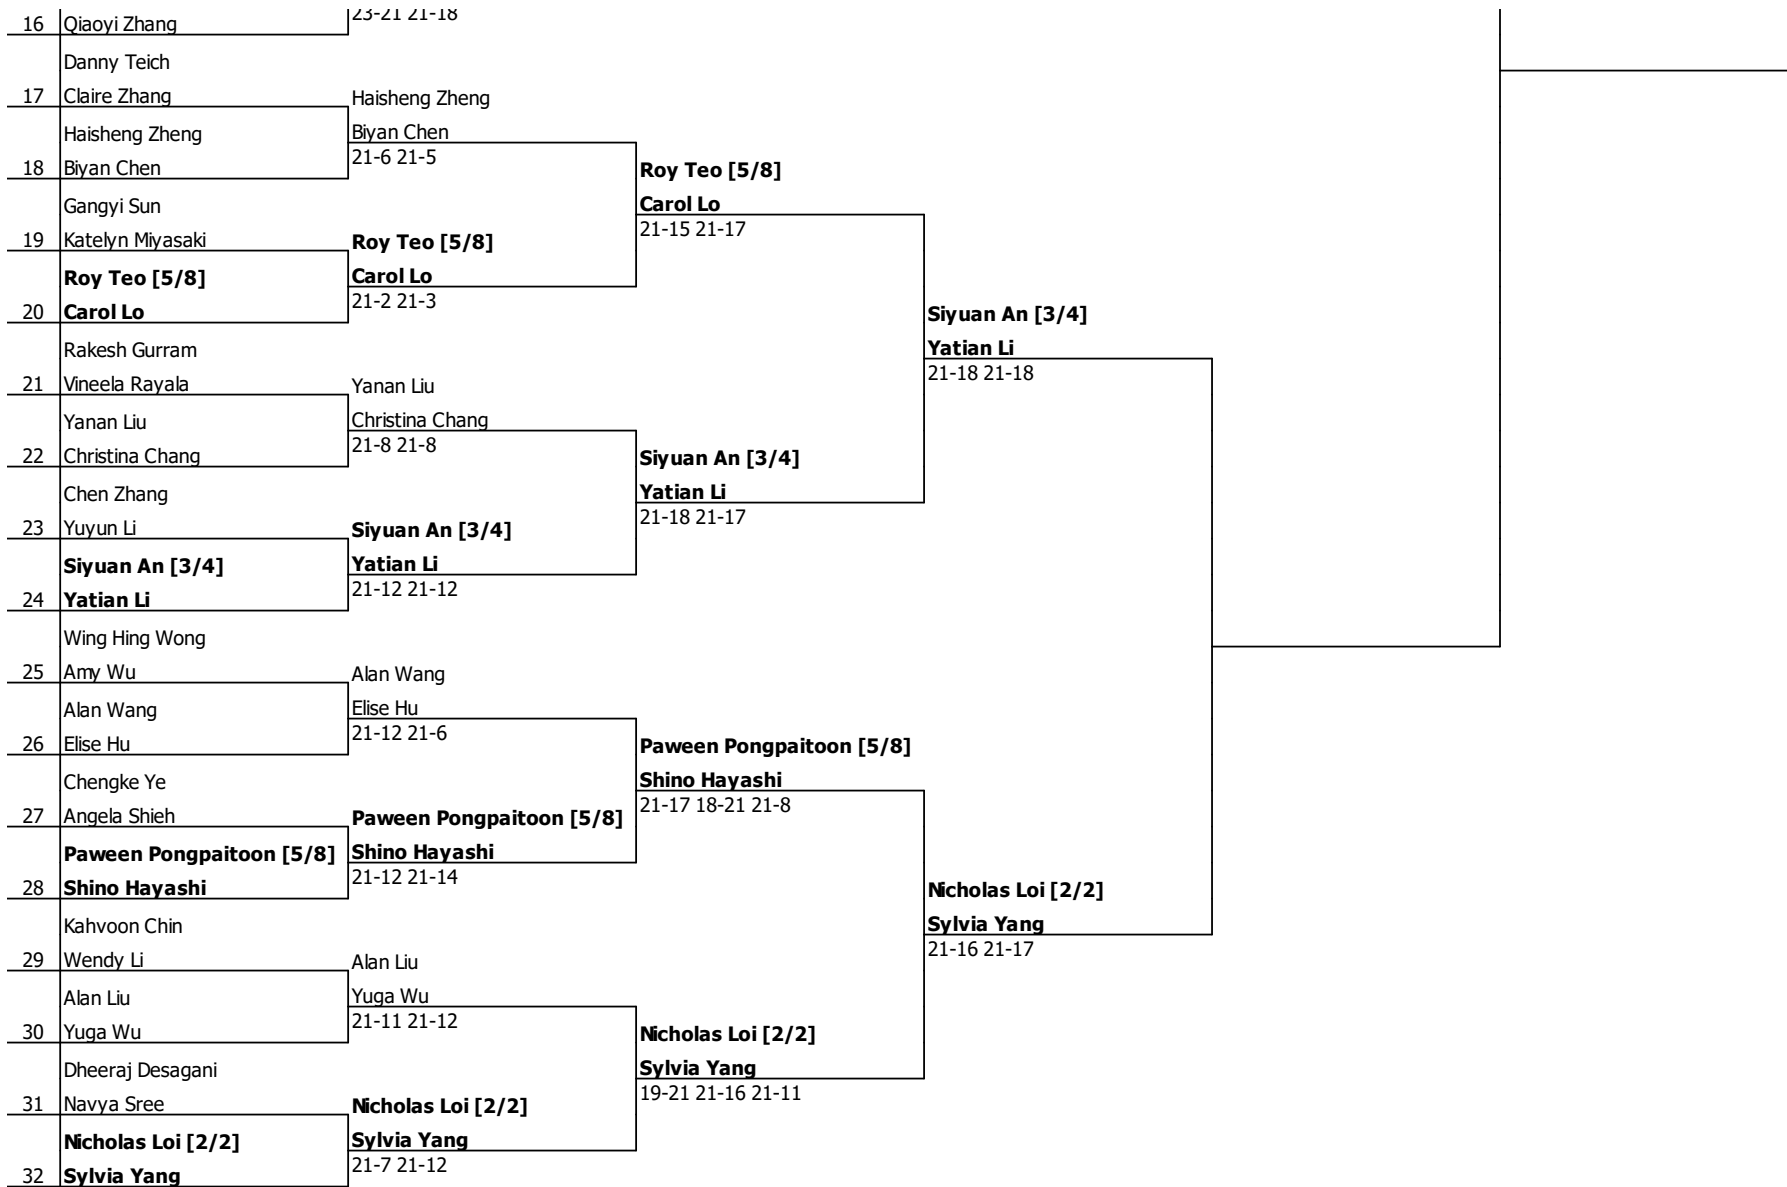 23-21 21-18
16 Qiaoyi Zhang
Danny Teich
17 Claire Zhang
Haisheng Zheng
18 Biyan Chen
Gangyi Sun
19 Katelyn Miyasaki
Roy Teo [5/8]
20 Carol Lo
Rakesh Gurram
21 Vineela Rayala
Yanan Liu
22 Christina Chang
Chen Zhang
23 Yuyun Li
Siyuan An [3/4]
24 Yatian Li
Wing Hing Wong
25 Amy Wu
Alan Wang
26 Elise Hu
Chengke Ye
27 Angela Shieh
Paween Pongpaitoon [5/8]
28 Shino Hayashi
Kahvoon Chin
29 Wendy Li
Alan Liu
30 Yuga Wu
Dheeraj Desagani
31 Navya Sree
Nicholas Loi [2/2]
32 Sylvia Yang
Haisheng Zheng
Biyan Chen
21-6 21-5
Roy Teo [5/8]
Carol Lo
21-2 21-3
Yanan Liu
Christina Chang
21-8 21-8
Siyuan An [3/4]
Yatian Li
21-12 21-12
Alan Wang
Elise Hu
21-12 21-6
Paween Pongpaitoon [5/8]
Shino Hayashi
21-12 21-14
Alan Liu
Yuga Wu
21-11 21-12
Nicholas Loi [2/2]
Sylvia Yang
21-7 21-12
Roy Teo [5/8]
Carol Lo
21-15 21-17
Siyuan An [3/4]
Yatian Li
21-18 21-17
Paween Pongpaitoon [5/8]
Shino Hayashi
21-17 18-21 21-8
Nicholas Loi [2/2]
Sylvia Yang
19-21 21-16 21-11
Siyuan An [3/4]
Yatian Li
21-18 21-18
Nicholas Loi [2/2]
Sylvia Yang
21-16 21-17